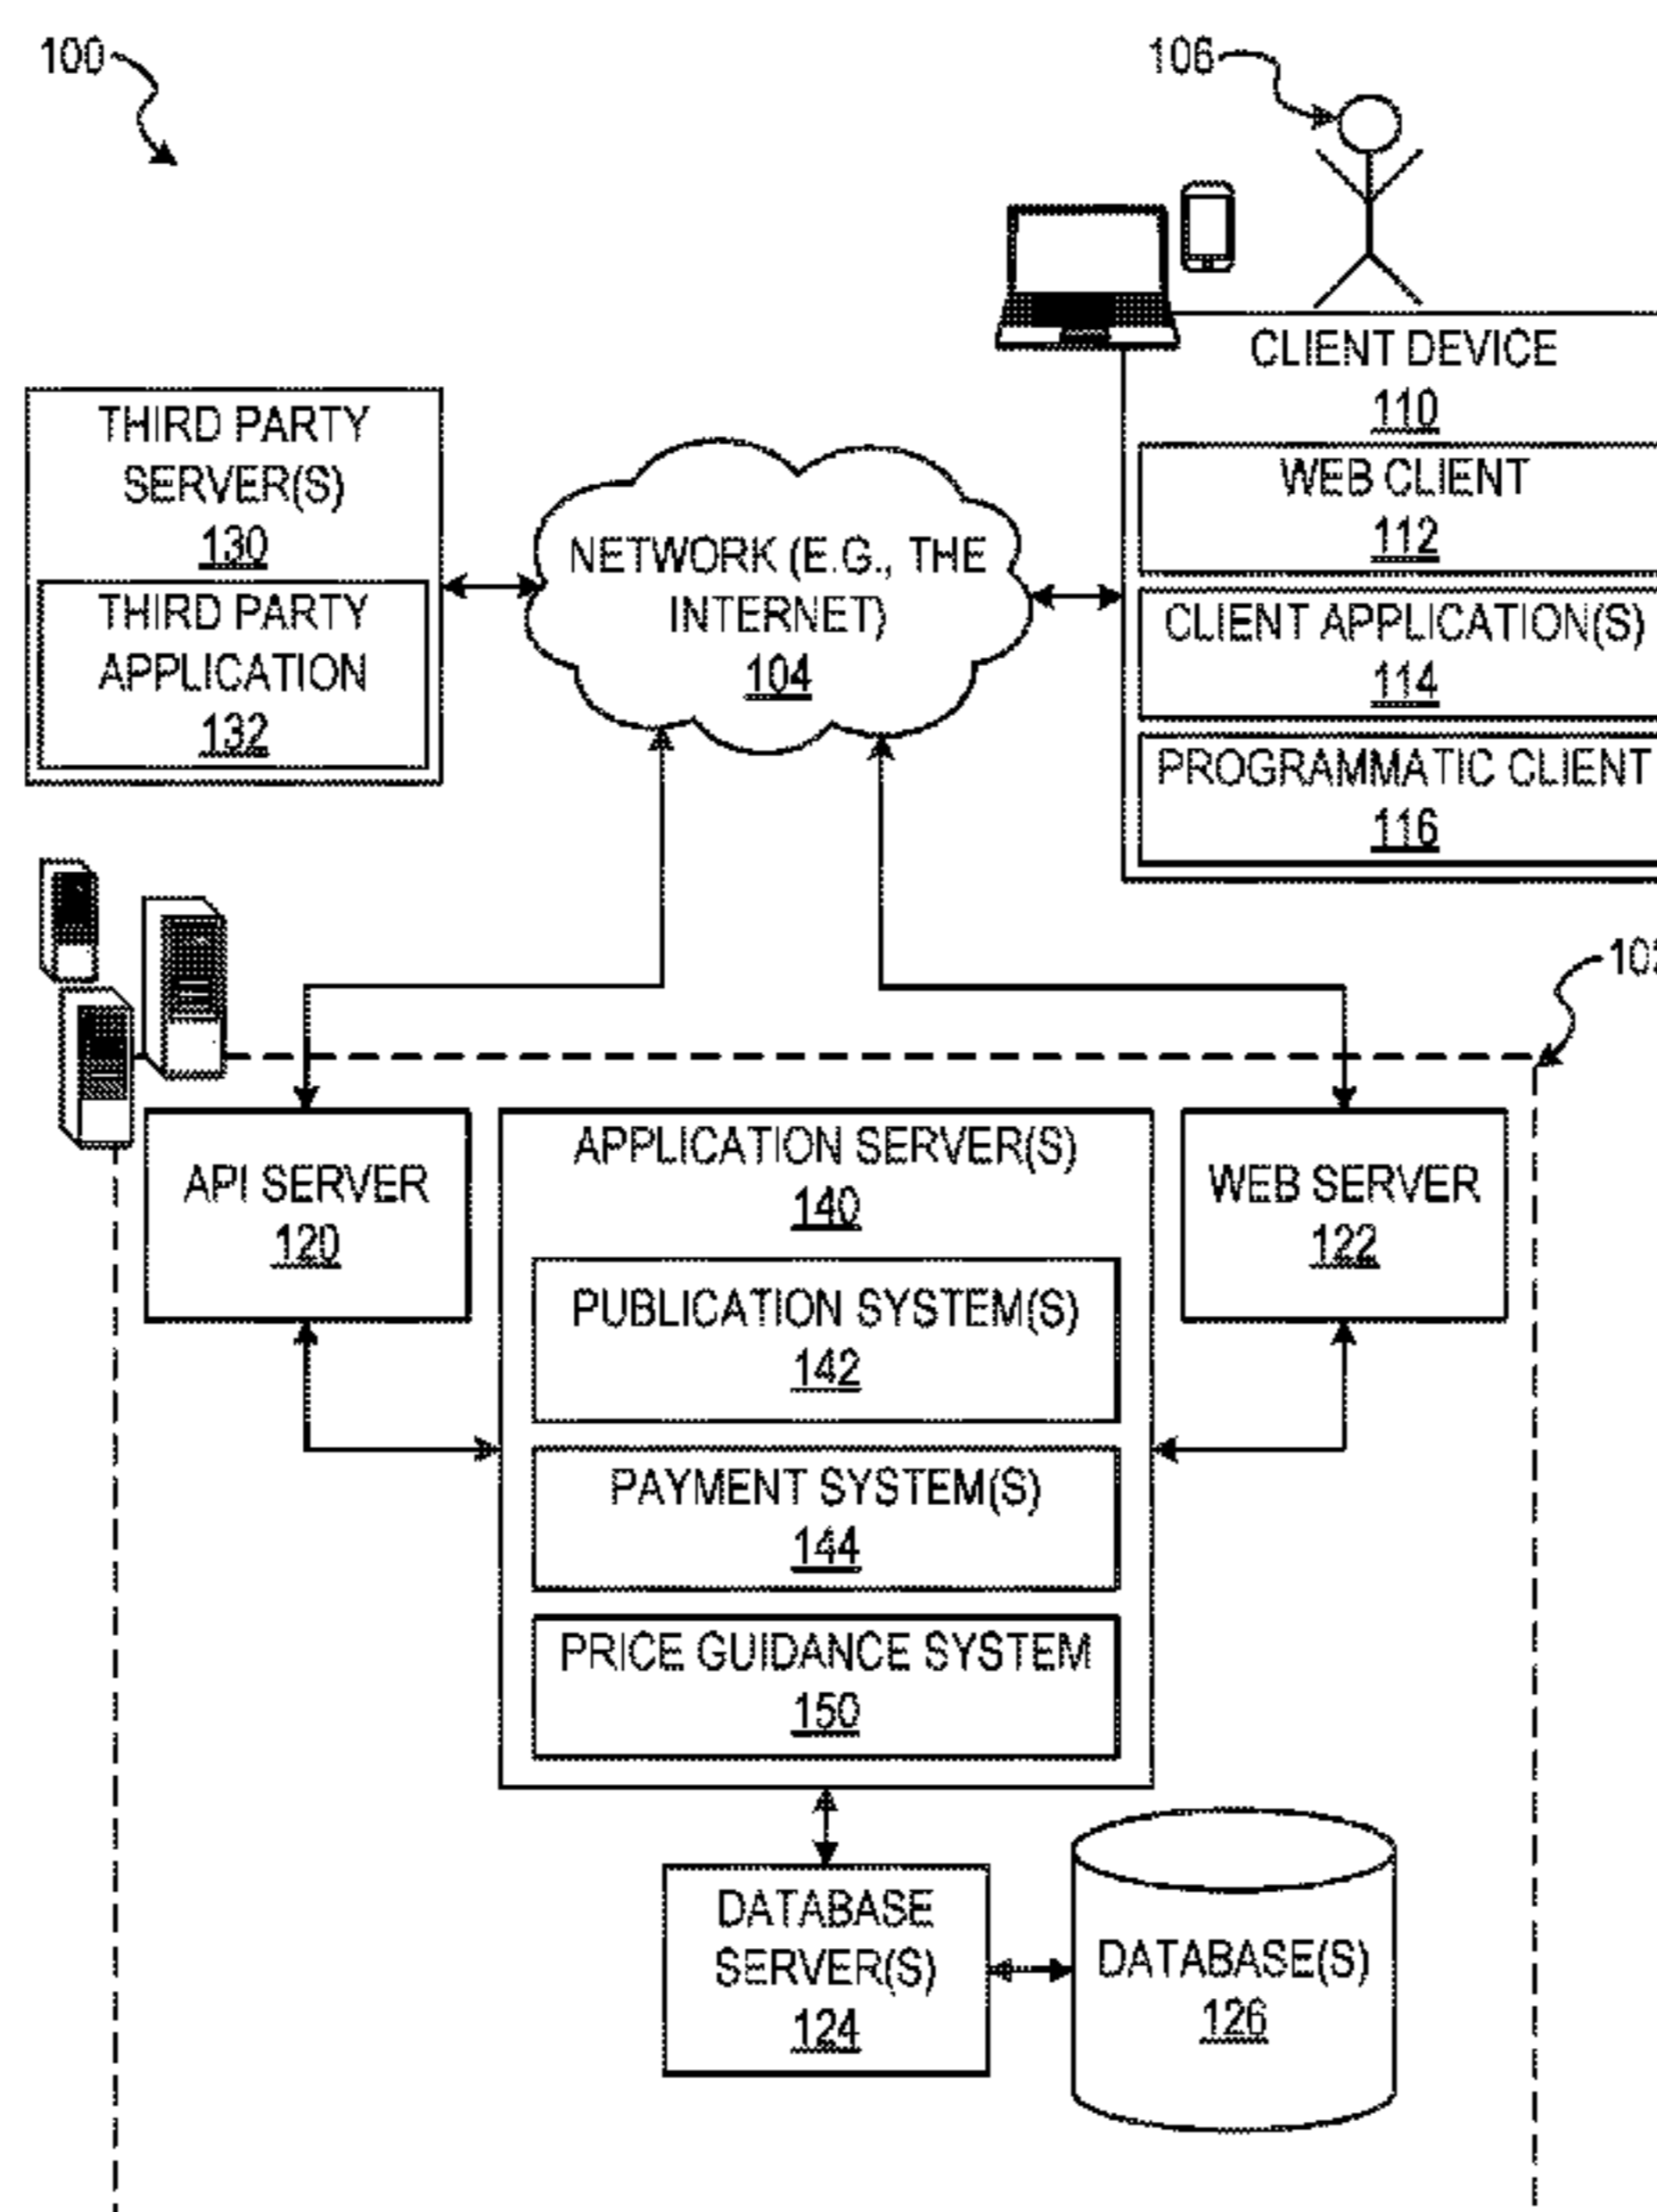 100
106
CLIENT DEVICE
110
WEB CLIENT
112
CLIENT APPLICATION(S)
114
PROGRAMMATIC CLIENT
116
THIRD PARTY
SERVER(S)
130
THIRD PARTY
APPLICATION
132
NETWORK (E.G., THE
INTERNET)
104
102
API SERVER
120
APPLICATION SERVER(S)
140
PUBLICATION SYSTEM(S)
142
PAYMENT SYSTEM(S)
144
PRICE GUIDANCE SYSTEM
150
WEB SERVER
122
DATABASE
SERVER(S)
124
DATABASE(S)
126